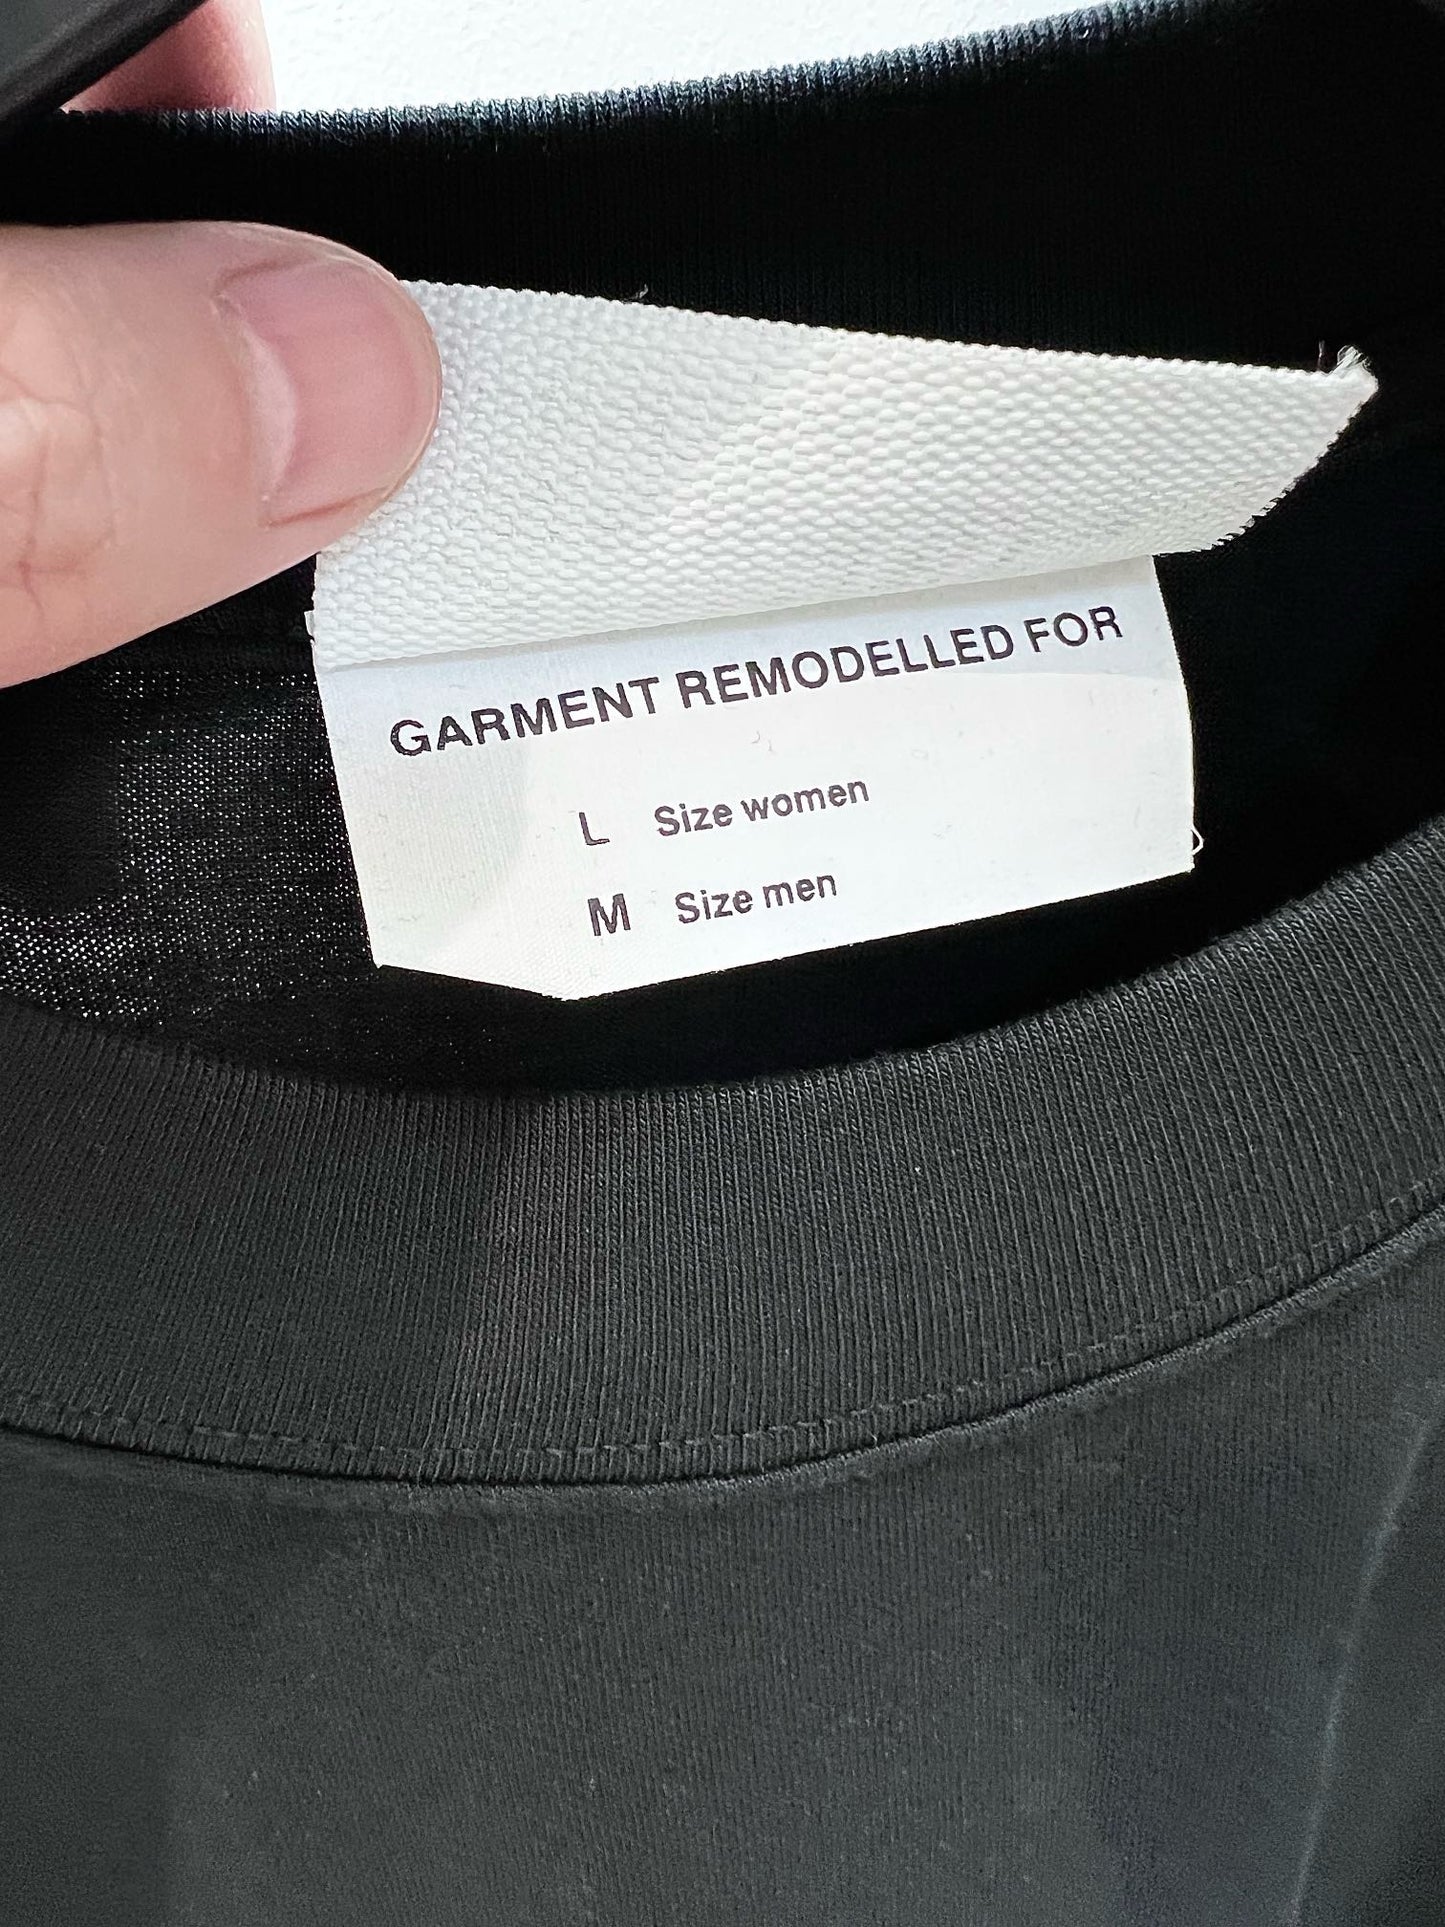 GARMENT REMODELLED FOR
L Size women
M Size men